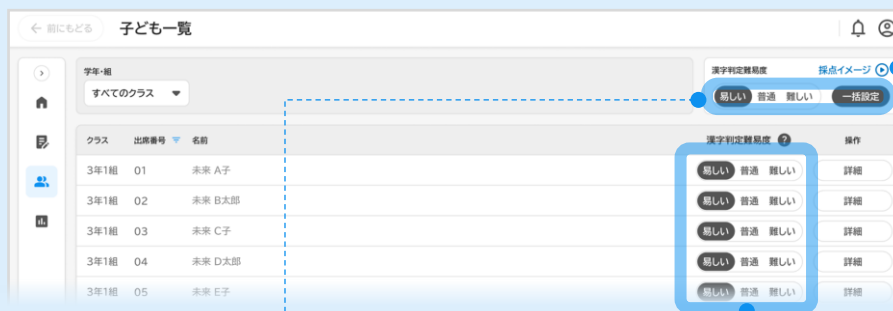 ← 前にもどる 子ども一覧
学年・組
すべてのクラス
漢字判定難易度 採点イメージ
易しい 普通 難しい 一括設定
クラス 出席番号 名前 漢字判定難易度 ? 操作
3年1組 01 未来 A子 易しい 普通 難しい 詳細
3年1組 02 未来 B太郎 易しい 普通 難しい 詳細
3年1組 03 未来 C子 易しい 普通 難しい 詳細
3年1組 04 未来 D太郎 易しい 普通 難しい 詳細
3年1組 05 未来 E子 易しい 普通 難しい 詳細